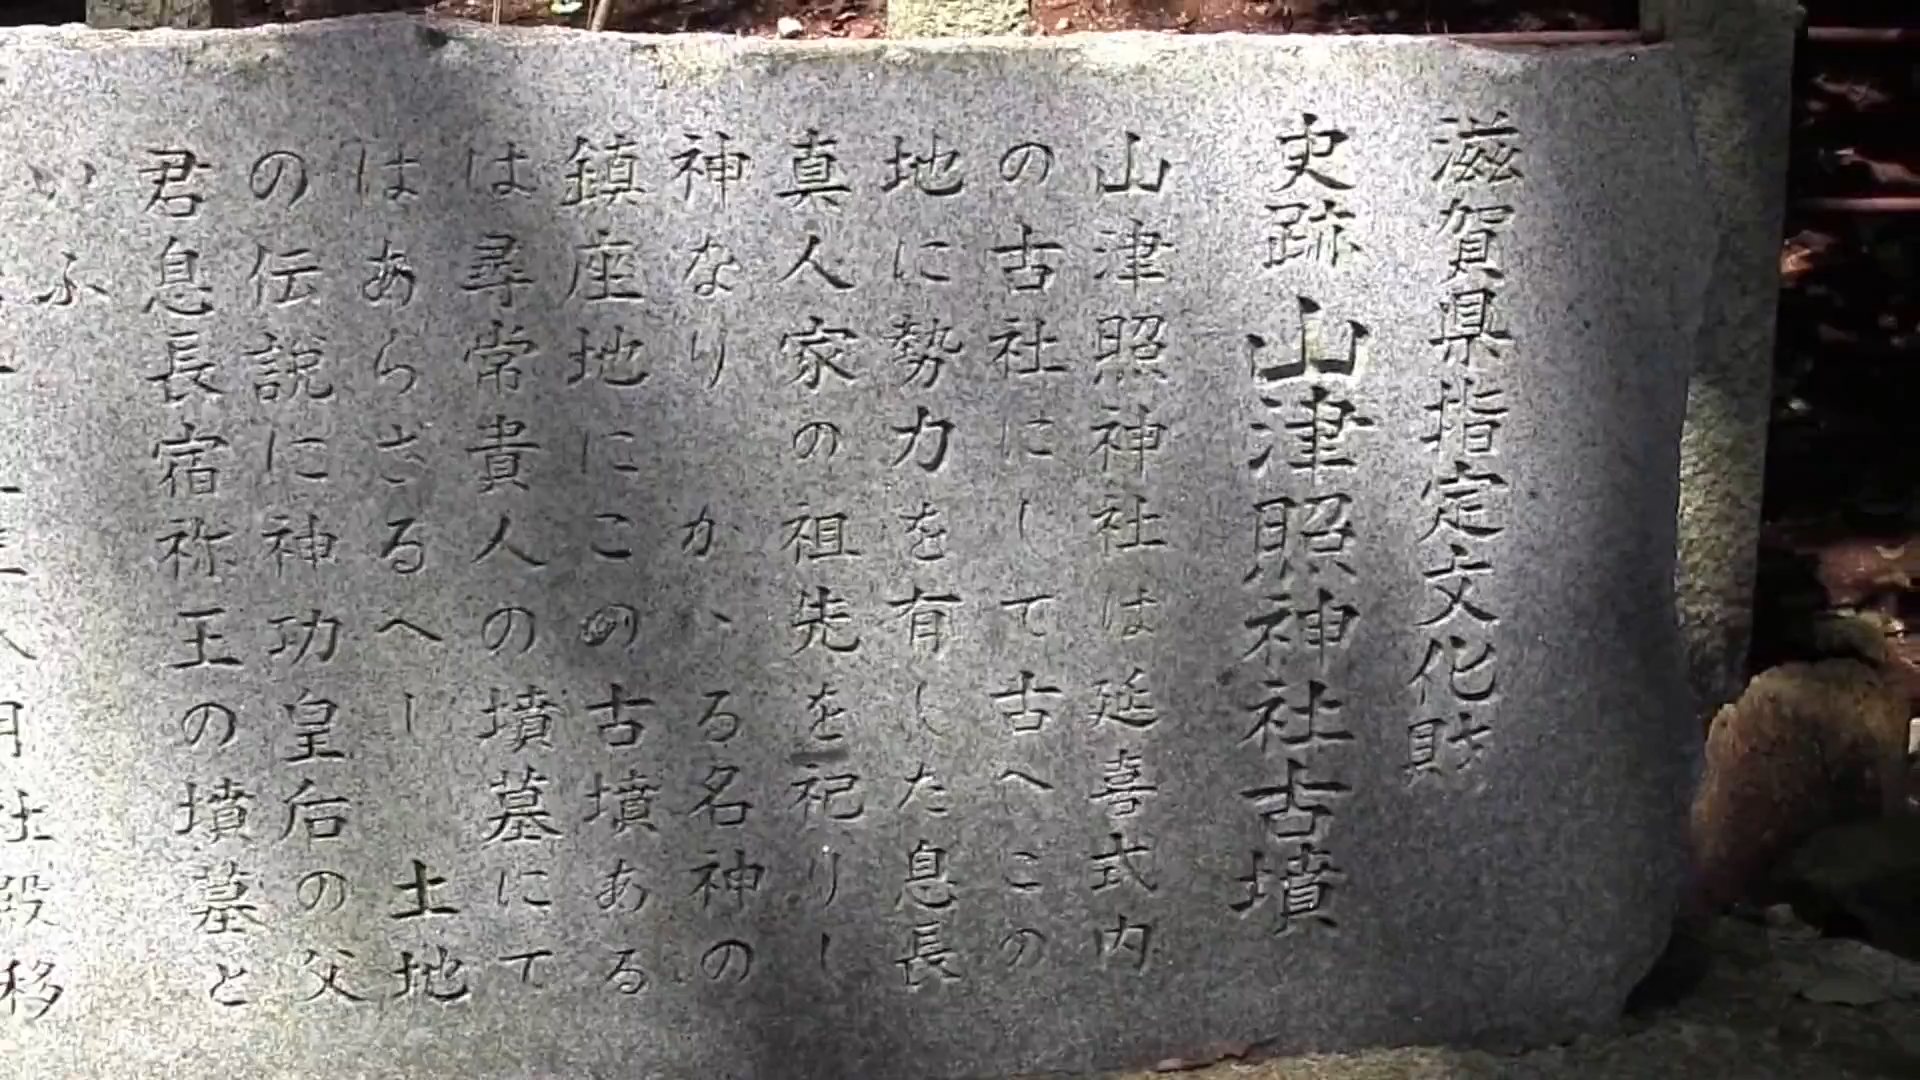 滋賀県指定文化財
史跡 山津照神社古墳
山津照神社は延喜式内
の古社にして古へこの
地に勢力を有した息長
真人家の祖先を祀りし
神なり かゝる名神の
鎮座地にこの古墳ある
は尋常貴人の墳墓にて
はあらさるへし 土地
の伝説に神功皇后の父
君息長宿祢王の墳墓と
いふ
月社殿移